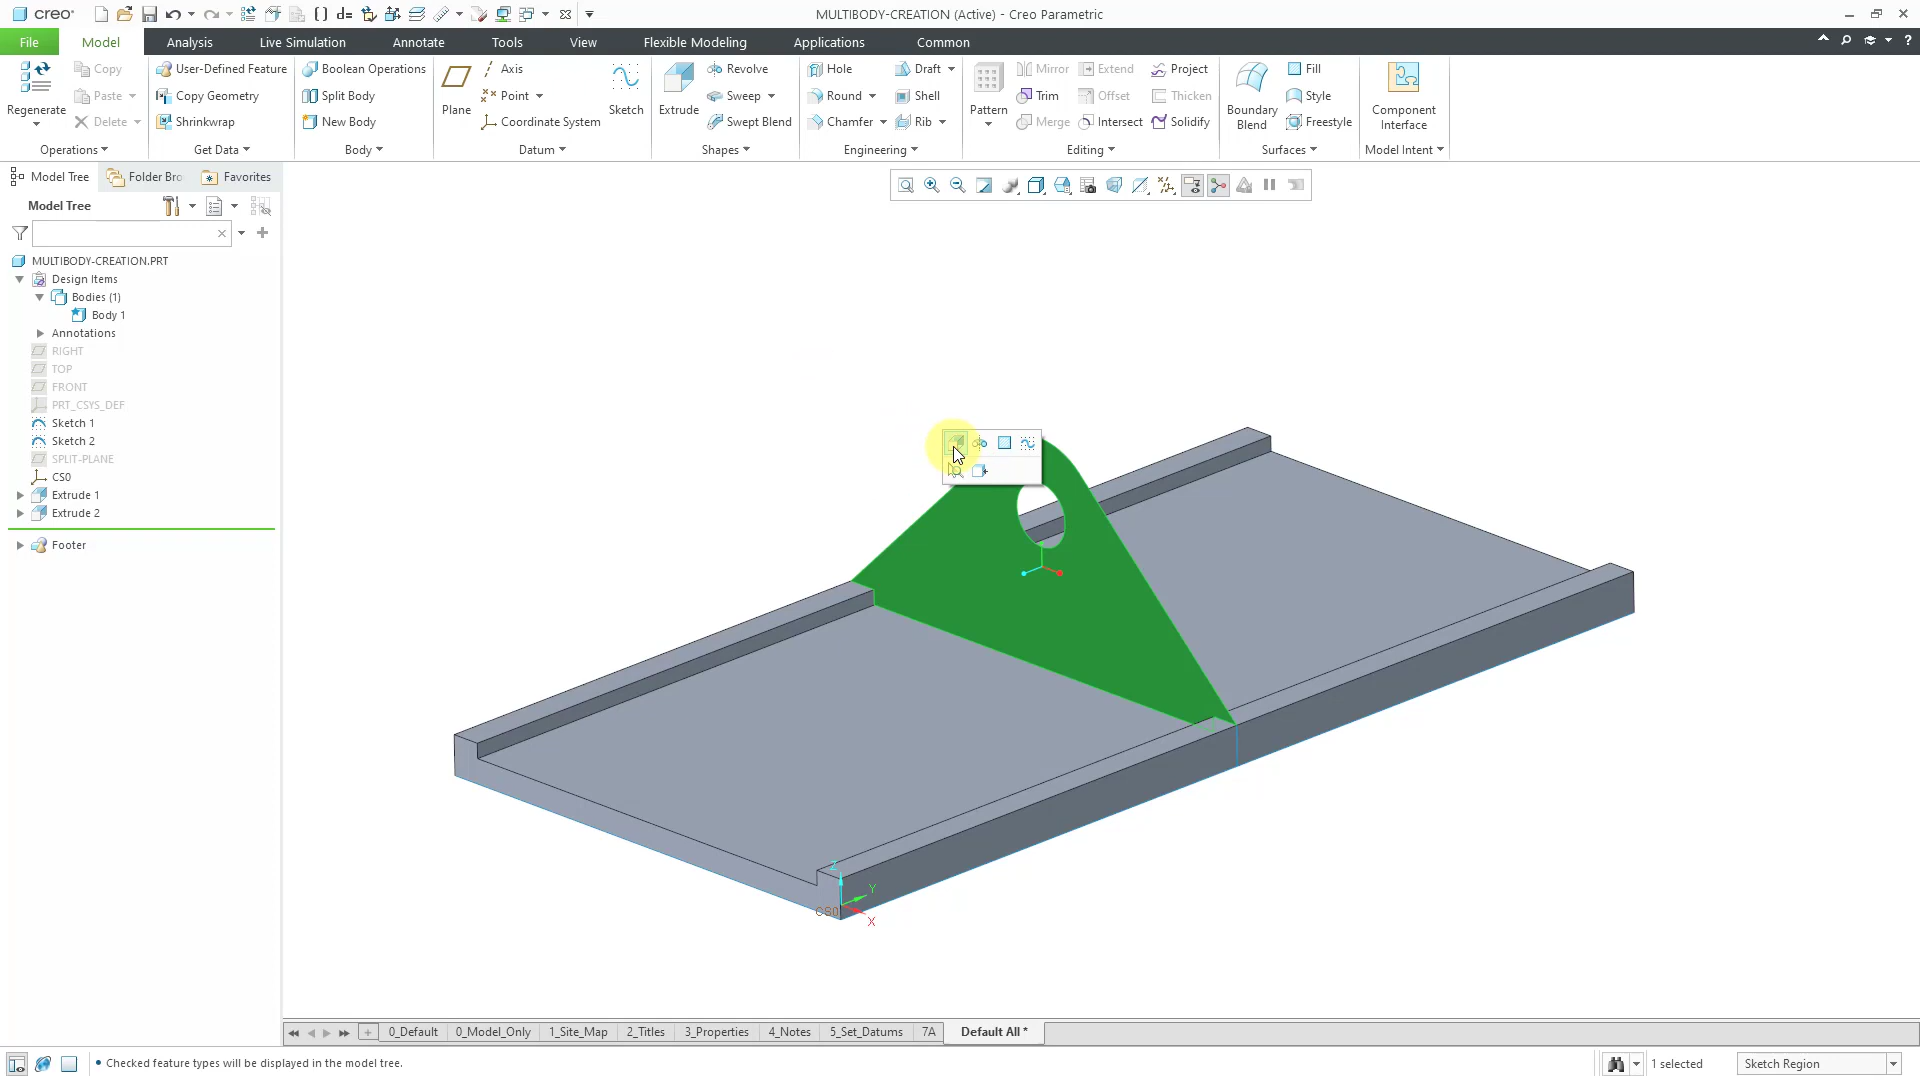 creo
MULTIBODY-CREATION (Active) - Creo Parametric
File Model Analysis Live Simulation Annotate Tools View Flexible Modeling Applications Common
Regenerate
Copy
Paste
Delete
Operations
User-Defined Feature
Copy Geometry
Shrinkwrap
Get Data
Boolean Operations
Split Body
New Body
Body
Plane
Axis
Point
Coordinate System
Sketch
Datum
Extrude
Revolve
Sweep
Swept Blend
Shapes
Hole
Round
Chamfer
Draft
Shell
Rib
Engineering
Pattern
Mirror
Trim
Merge
Extend
Offset
Intersect
Project
Thicken
Solidify
Editing
Boundary
Blend
Fill
Style
Freestyle
Surfaces
Component
Interface
Model Intent
Model Tree Folder Bro Favorites
Model Tree
MULTIBODY-CREATION.PRT
Design Items
Bodies (1)
Body 1
Annotations
RIGHT
TOP
FRONT
PRT_CSYS_DEF
Sketch 1
Sketch 2
SPLIT-PLANE
CS0
Extrude 1
Extrude 2
Footer
Z
Y
CS0
X
0_Default 0_Model_Only 1_Site_Map 2_Titles 3_Properties 4_Notes 5_Set_Datums 7A Default All *
• Checked feature types will be displayed in the model tree.
1 selected
Sketch Region